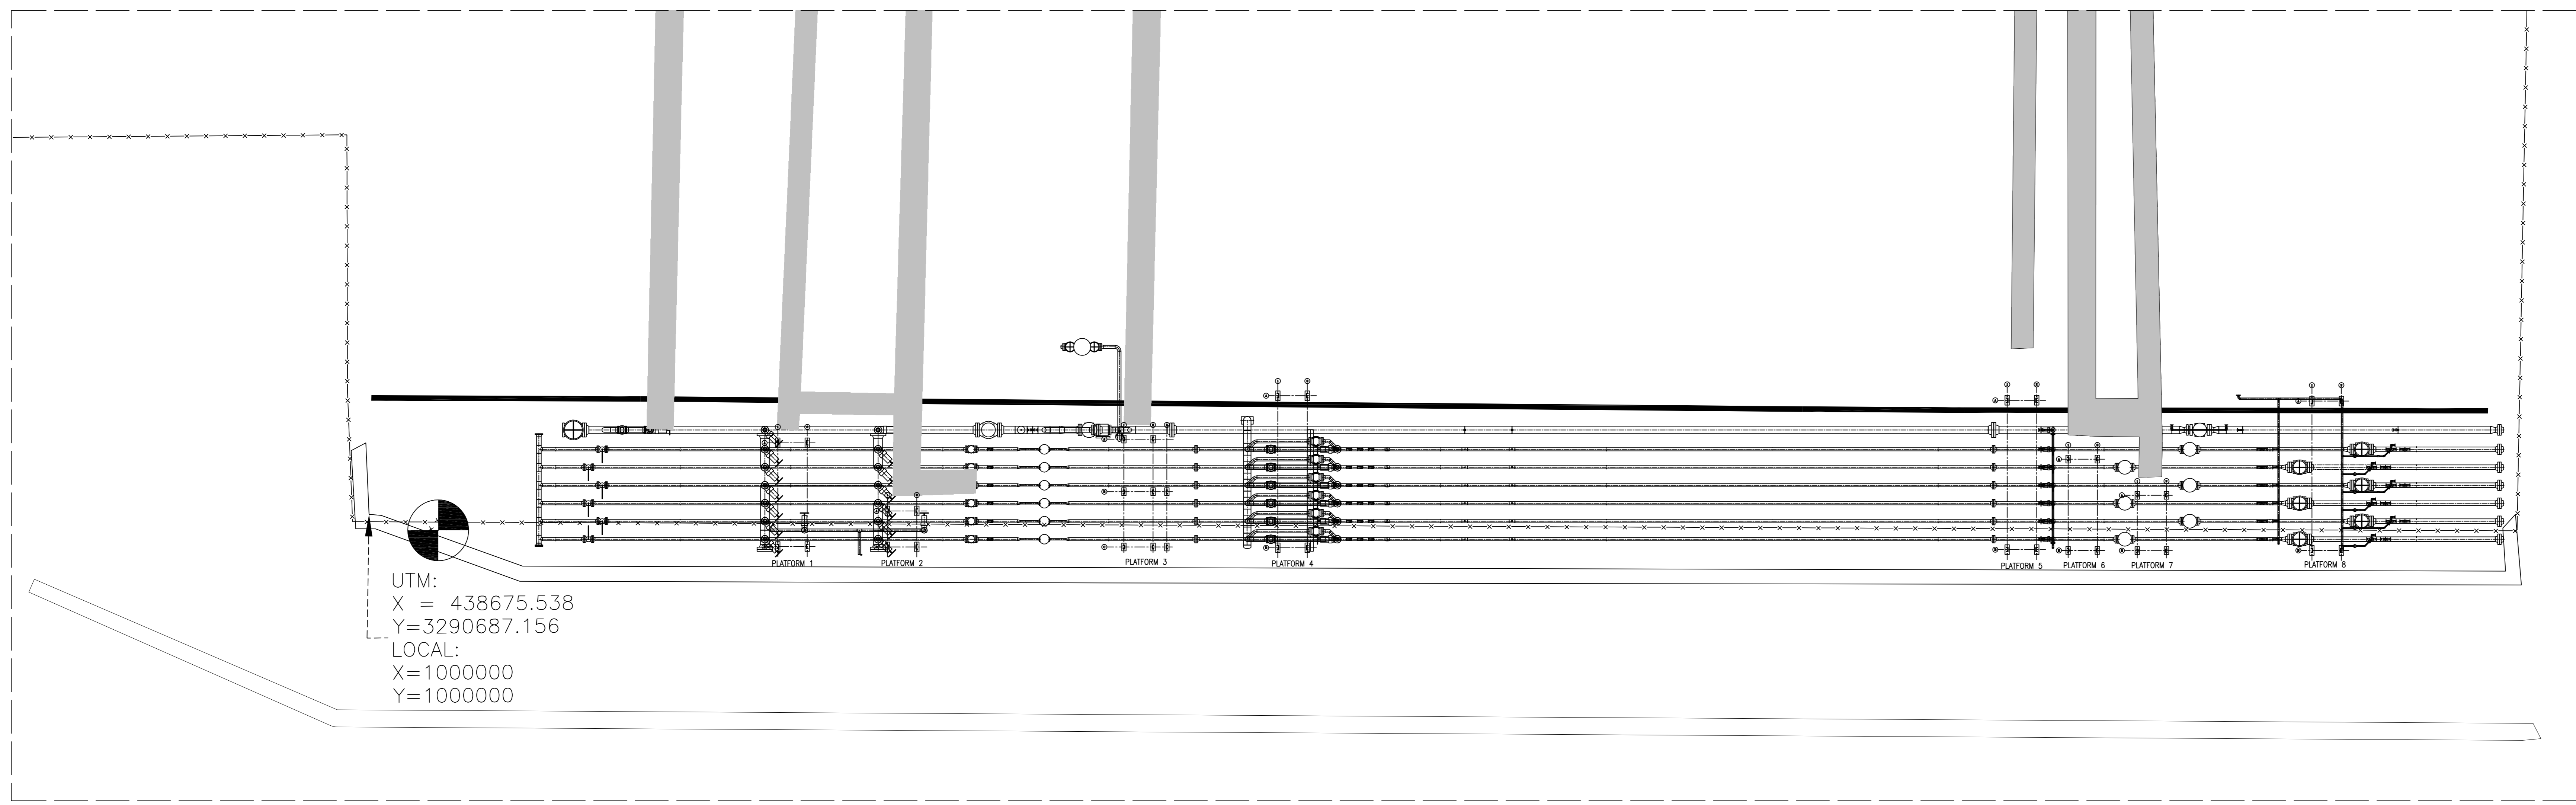 PLATFORM 1
PLATFORM 2
PLATFORM 3
PLATFORM 4
PLATFORM 5
PLATFORM 6
PLATFORM 7
PLATFORM 8
UTM:
X = 438675.538
Y=3290687.156
LOCAL:
X=1000000
Y=1000000